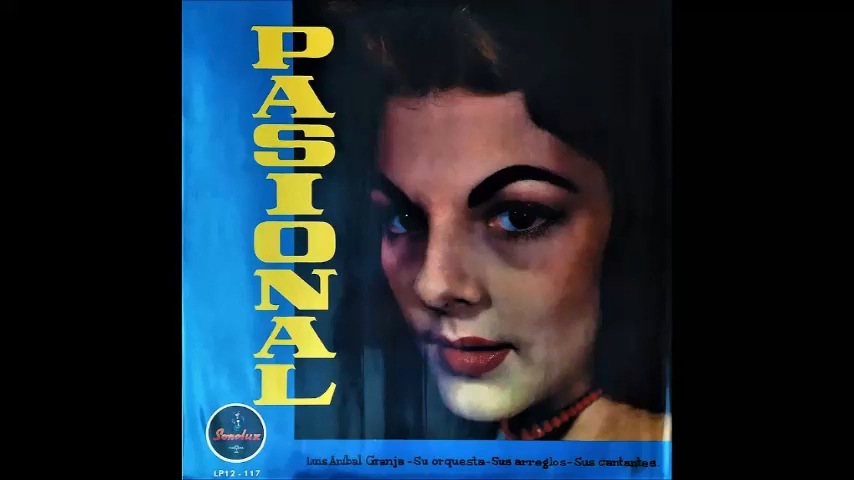 PASIONAL
Sonolux
LP12 - 117
Luis Aníbal Granja - Su orquesta - Sus arreglos - Sus cantantes.